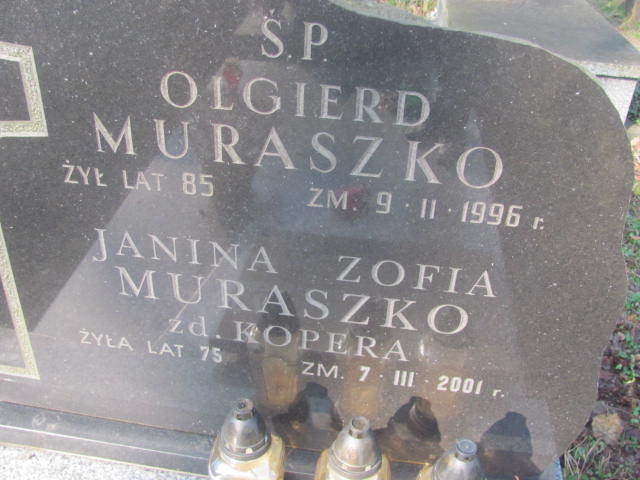 Ś.P.
OLGIERD
MURASZKO
ŻYŁ LAT 85 ZM. 9·II·1996 r.
JANINA ZOFIA
MURASZKO
zd. KOPERA
ŻYŁA LAT 75 ZM. 7·III·2001 r.